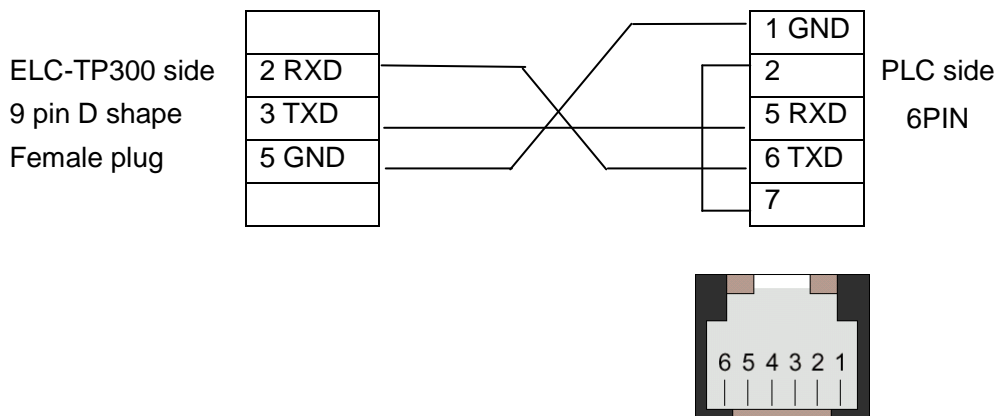 1 GND
ELC-TP300 side 2 RXD 2 PLC side
9 pin D shape 3 TXD 5 RXD 6PIN
Female plug 5 GND 6 TXD
7
6 5 4 3 2 1